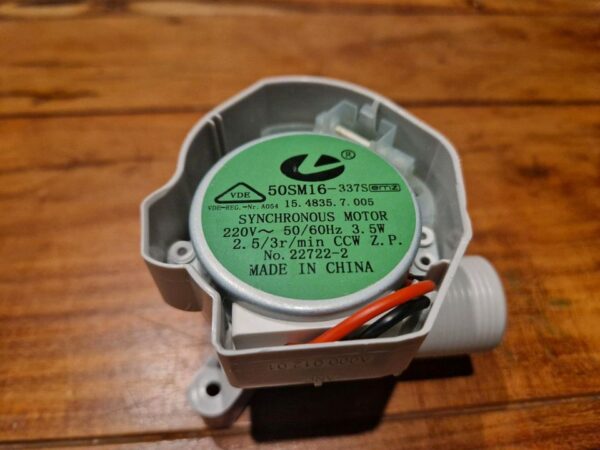 ®
50SM16-337S emz
VDE
VDE-REG.-Nr. A054 15.4835.7.005
SYNCHRONOUS MOTOR
220V~ 50/60Hz 3.5W
2.5/3r/min CCW Z.P.
No. 22722-2
MADE IN CHINA